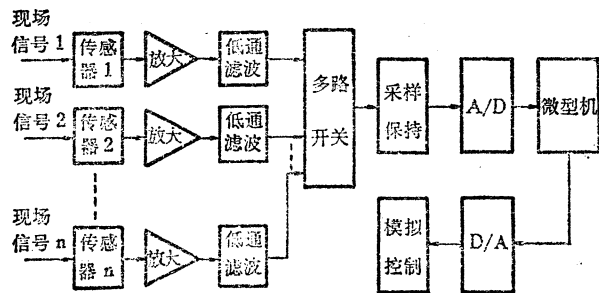 现场
信号1
传感
器1
放大
低通
滤波
多路
开关
采样
保持
A/D
微型机
现场
信号2
传感
器2
放大
低通
滤波
现场
信号n
传感
器n
放大
低通
滤波
模拟
控制
D/A